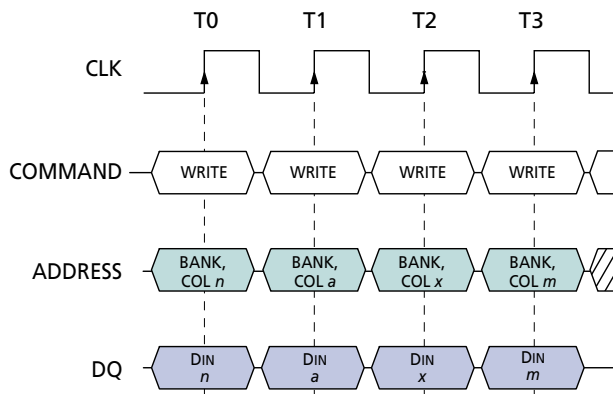 T0 T1 T2 T3
CLK
COMMAND WRITE WRITE WRITE WRITE
ADDRESS
BANK, BANK, BANK, BANK,
COL n COL a COL x COL m
DQ
DIN DIN DIN DIN
n a x m